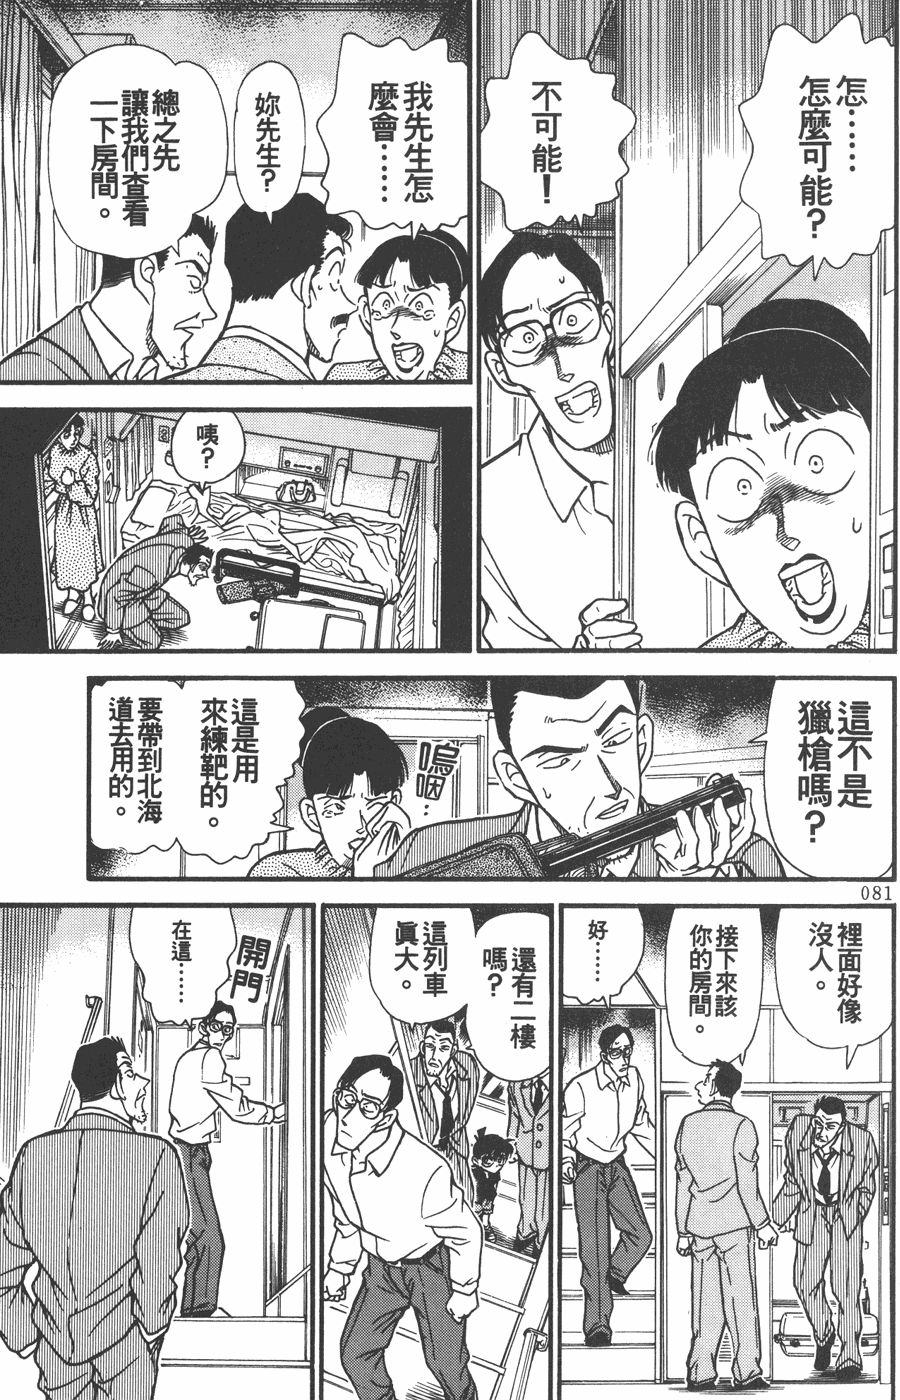 怎……
怎麼可能？
不可能！
我先生怎
麼會……
妳先生？
總之先
讓我們查看
一下房間。
咦？
這不是
獵槍嗎？
嗚咽…
這是用
來練靶的。
要帶到北海
道去用的。
081
裡面好像
沒人。
接下來該
你的房間。
好……
還有二樓
嗎？
這列車
真大。
開門
在這……